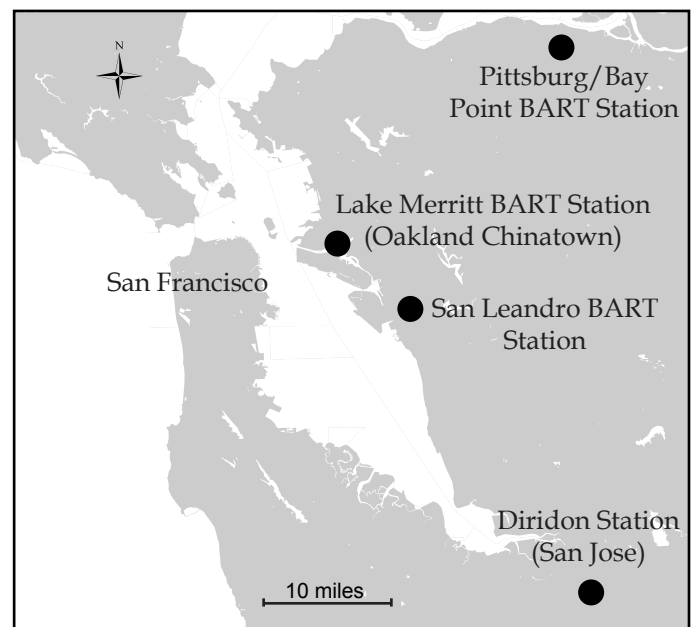 N
Pittsburg/Bay
Point BART Station
Lake Merritt BART Station
(Oakland Chinatown)
San Francisco
San Leandro BART
Station
Diridon Station
(San Jose)
10 miles